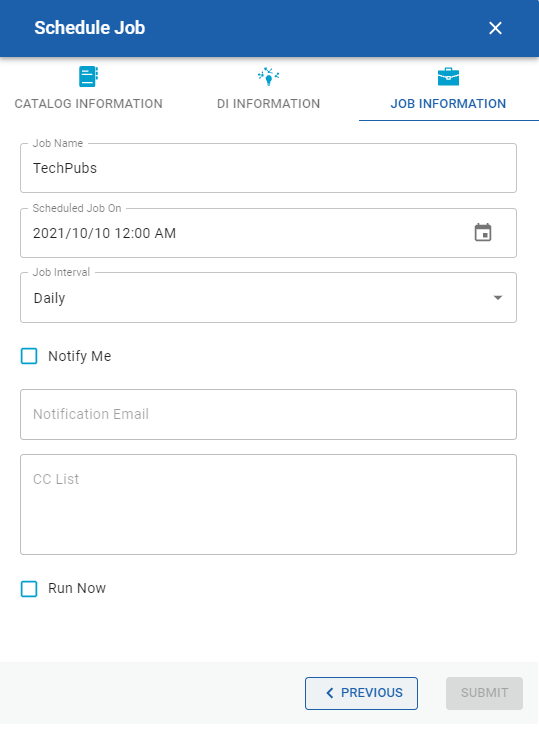 Schedule Job
CATALOG INFORMATION
DI INFORMATION
JOB INFORMATION
Job Name
TechPubs
Scheduled Job On
2021/10/10 12:00 AM
Job Interval
Daily
Notify Me
Notification Email
CC List
Run Now
PREVIOUS
SUBMIT